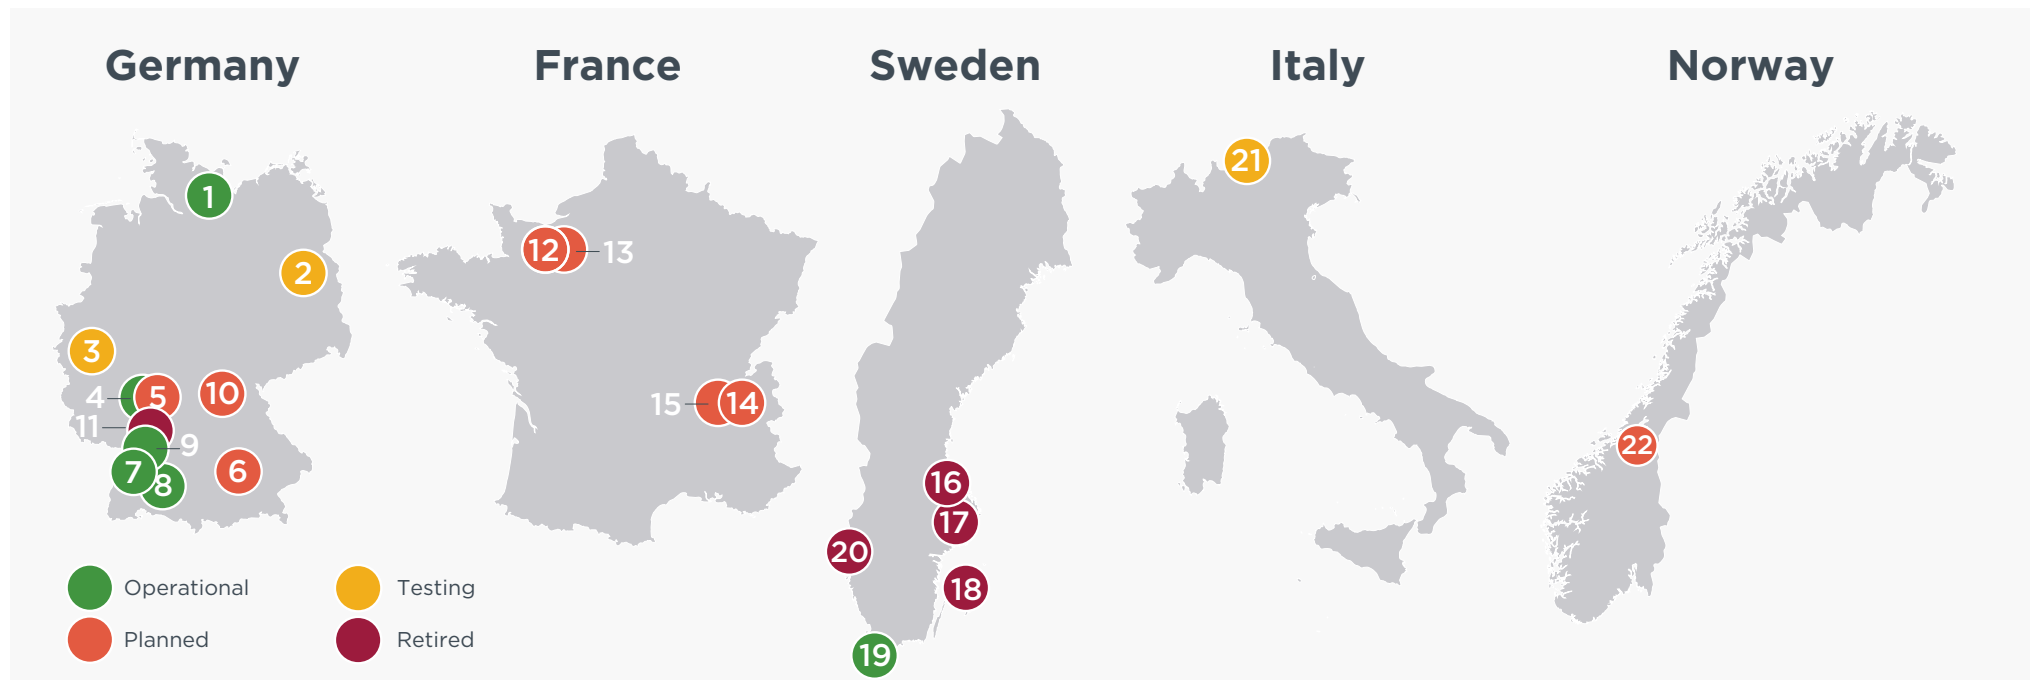 Germany
France
Sweden
Italy
Norway
1
2
3
4
5
10
11
9
7
8
6
12
13
15
14
16
17
20
18
19
21
22
Operational
Testing
Planned
Retired